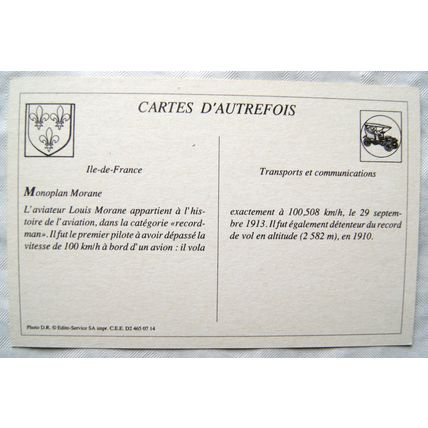 CARTES D'AUTREFOIS
Ile-de-France
Monoplan Morane
L'aviateur Louis Morane appartient à l'his-
toire de l'aviation, dans la catégorie «record-
man». Il fut le premier pilote à avoir dépassé la
vitesse de 100 km/h à bord d'un avion : il vola
Transports et communications
exactement à 100,508 km/h, le 29 septem-
bre 1913. Il fut également détenteur du record
de vol en altitude (2 582 m), en 1910.
Photo D.R. © Edito-Service SA impr. C.E.E. D2 465 07 14